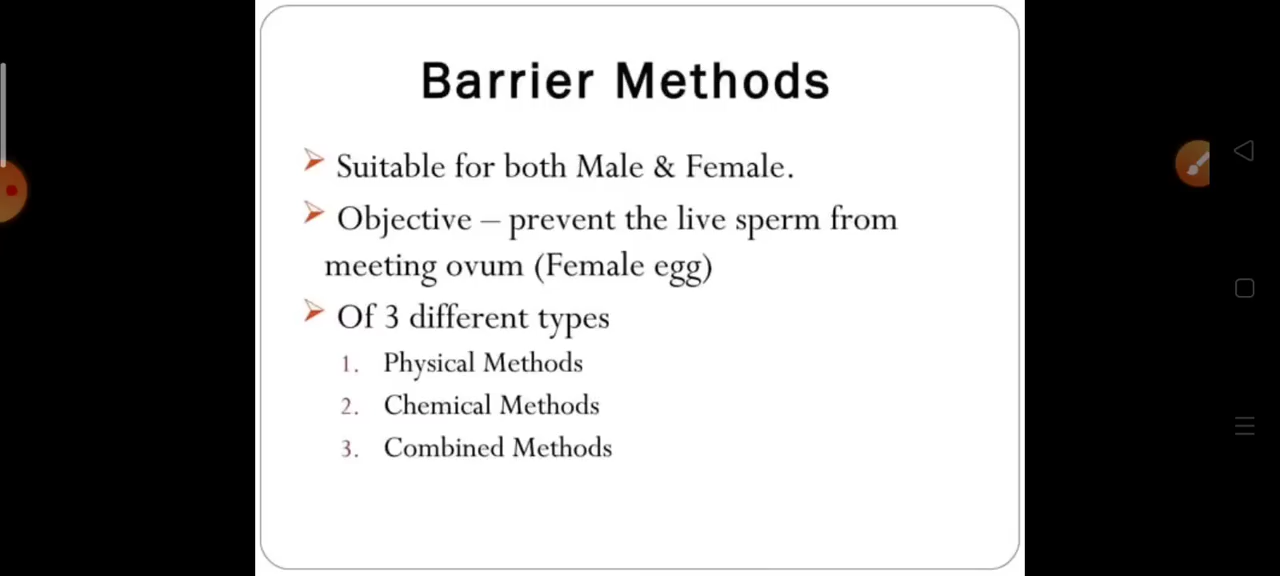 Barrier Methods
Suitable for both Male & Female.
Objective – prevent the live sperm from
meeting ovum (Female egg)
Of 3 different types
1. Physical Methods
2. Chemical Methods
3. Combined Methods